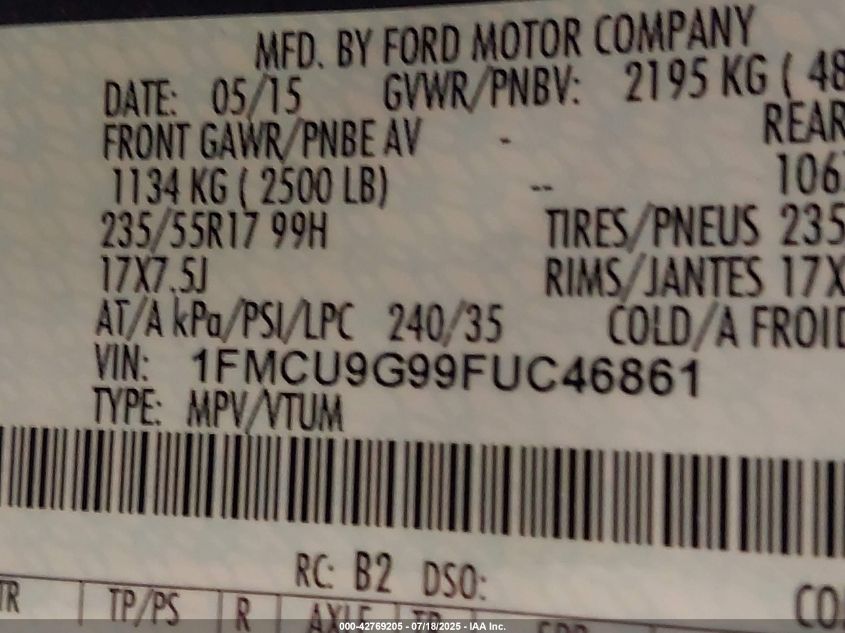 MFD. BY FORD MOTOR COMPANY
DATE: 05/15 GVWR/PNBV: 2195 KG ( 48
FRONT GAWR/PNBE AV - REAR
1134 KG ( 2500 LB) -- 106
235/55R17 99H TIRES/PNEUS 235
17X7.5J RIMS/JANTES 17X
AT/A kPa/PSI/LPC 240/35 COLD/A FROID
VIN: 1FMCU9G99FUC46861
TYPE: MPV/VTUM
RC: B2 DSO:
TR TP/PS R AXLE TR CO
000-42769205 - 07/18/2025 - IAA Inc.